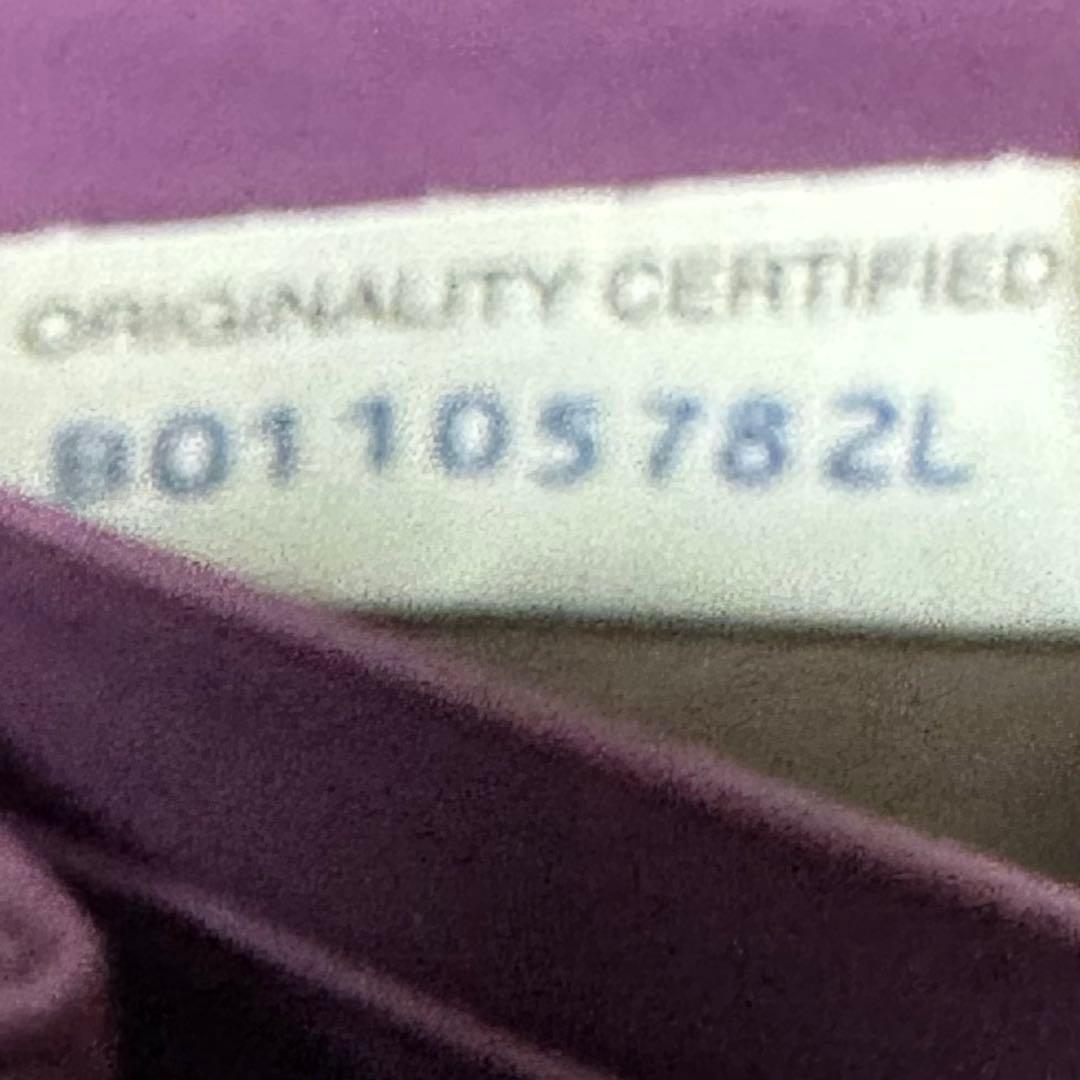 ORIGINALITY CERTIFIED
B01105782L